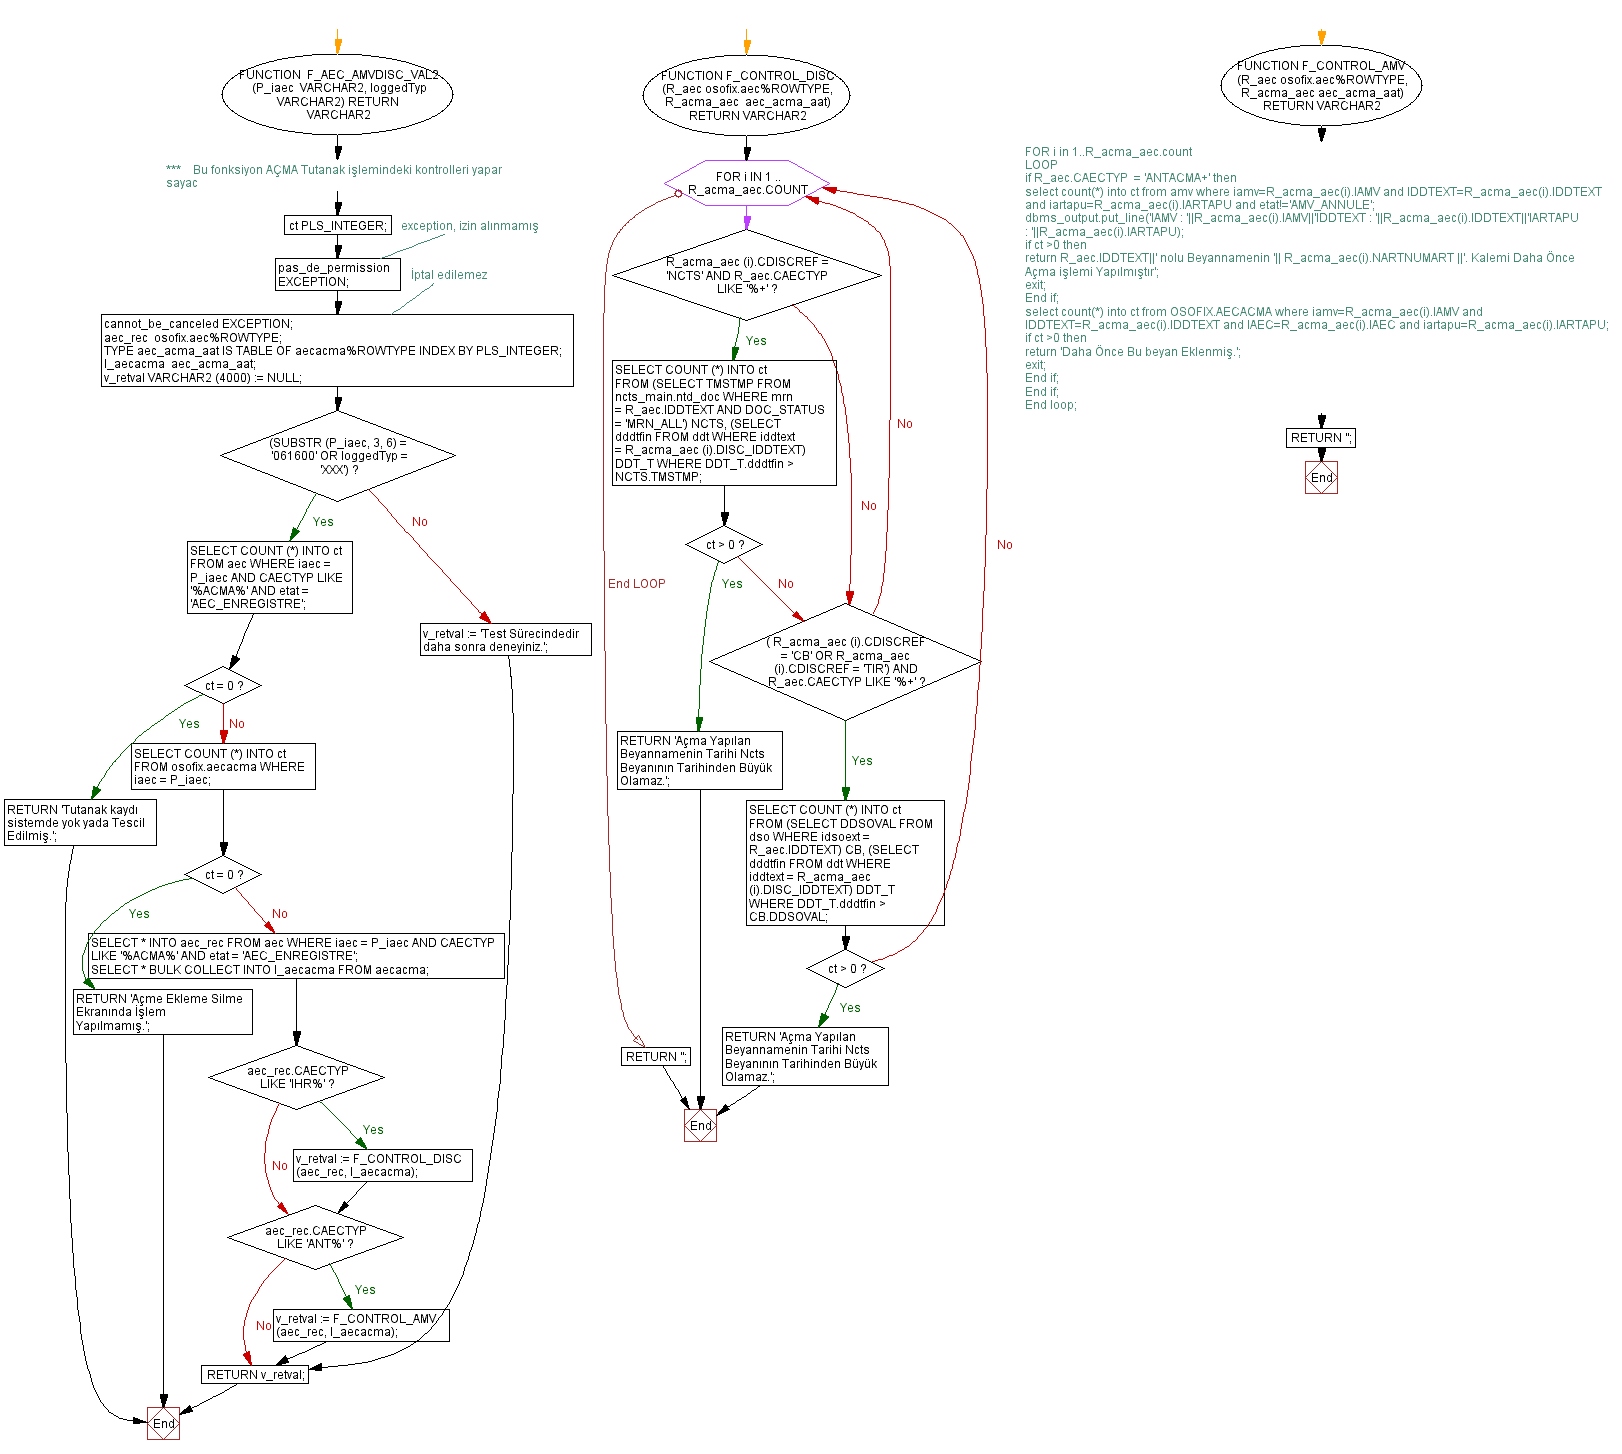 FUNCTION  F_AEC_AMVDISC_VAL2
(P_iaec  VARCHAR2, loggedTyp
VARCHAR2) RETURN
VARCHAR2
***    Bu fonksiyon AÇMA Tutanak işlemindeki kontrolleri yapar
sayac
ct PLS_INTEGER;
exception, izin alınmamış
pas_de_permission
EXCEPTION;
İptal edilemez
cannot_be_canceled EXCEPTION;
aec_rec  osofix.aec%ROWTYPE;
TYPE aec_acma_aat IS TABLE OF aecacma%ROWTYPE INDEX BY PLS_INTEGER;
l_aecacma  aec_acma_aat;
v_retval VARCHAR2 (4000) := NULL;
(SUBSTR (P_iaec, 3, 6) =
'061600' OR loggedTyp =
'XXX') ?
Yes
No
SELECT COUNT (*) INTO ct
FROM aec WHERE iaec =
P_iaec AND CAECTYP LIKE
'%ACMA%' AND etat =
'AEC_ENREGISTRE';
v_retval := 'Test Sürecindedir
daha sonra deneyiniz.';
ct = 0 ?
Yes
No
SELECT COUNT (*) INTO ct
FROM osofix.aecacma WHERE
iaec = P_iaec;
RETURN 'Tutanak kaydı
sistemde yok yada Tescil
Edilmiş.';
ct = 0 ?
Yes
No
SELECT * INTO aec_rec FROM aec WHERE iaec = P_iaec AND CAECTYP
LIKE '%ACMA%' AND etat = 'AEC_ENREGISTRE';
SELECT * BULK COLLECT INTO l_aecacma FROM aecacma;
RETURN 'Açme Ekleme Silme
Ekranında İşlem
Yapılmamış.';
aec_rec.CAECTYP
LIKE 'IHR%' ?
Yes
No
v_retval := F_CONTROL_DISC
(aec_rec, l_aecacma);
aec_rec.CAECTYP
LIKE 'ANT%' ?
Yes
No
v_retval := F_CONTROL_AMV
(aec_rec, l_aecacma);
RETURN v_retval;
End
FUNCTION F_CONTROL_DISC
(R_aec osofix.aec%ROWTYPE,
R_acma_aec  aec_acma_aat)
RETURN VARCHAR2
FOR i IN 1 ..
R_acma_aec.COUNT
R_acma_aec (i).CDISCREF =
'NCTS' AND R_aec.CAECTYP
LIKE '%+' ?
Yes
No
SELECT COUNT (*) INTO ct
FROM (SELECT TMSTMP FROM
ncts_main.ntd_doc WHERE mrn
= R_aec.IDDTEXT AND DOC_STATUS
= 'MRN_ALL') NCTS, (SELECT
dddtfin FROM ddt WHERE iddtext
= R_acma_aec (i).DISC_IDDTEXT)
DDT_T WHERE DDT_T.dddtfin >
NCTS.TMSTMP;
No
ct > 0 ?
No
End LOOP
Yes
No
( R_acma_aec (i).CDISCREF
= 'CB' OR R_acma_aec
(i).CDISCREF = 'TIR') AND
R_aec.CAECTYP LIKE '%+' ?
RETURN 'Açma Yapılan
Beyannamenin Tarihi Ncts
Beyanının Tarihinden Büyük
Olamaz.';
Yes
SELECT COUNT (*) INTO ct
FROM (SELECT DDSOVAL FROM
dso WHERE idsoext =
R_aec.IDDTEXT) CB, (SELECT
dddtfin FROM ddt WHERE
iddtext = R_acma_aec
(i).DISC_IDDTEXT) DDT_T
WHERE DDT_T.dddtfin >
CB.DDSOVAL;
ct > 0 ?
Yes
RETURN 'Açma Yapılan
Beyannamenin Tarihi Ncts
Beyanının Tarihinden Büyük
Olamaz.';
RETURN '';
End
FUNCTION F_CONTROL_AMV
(R_aec osofix.aec%ROWTYPE,
R_acma_aec aec_acma_aat)
RETURN VARCHAR2
FOR i in 1..R_acma_aec.count
LOOP
if R_aec.CAECTYP  = 'ANTACMA+' then
select count(*) into ct from amv where iamv=R_acma_aec(i).IAMV and IDDTEXT=R_acma_aec(i).IDDTEXT
and iartapu=R_acma_aec(i).IARTAPU and etat!='AMV_ANNULE';
dbms_output.put_line('IAMV : '||R_acma_aec(i).IAMV||'IDDTEXT : '||R_acma_aec(i).IDDTEXT||'IARTAPU
: '||R_acma_aec(i).IARTAPU);
if ct >0 then
return R_aec.IDDTEXT||' nolu Beyannamenin '|| R_acma_aec(i).NARTNUMART ||'. Kalemi Daha Önce
Açma işlemi Yapılmıştır';
exit;
End if;
select count(*) into ct from OSOFIX.AECACMA where iamv=R_acma_aec(i).IAMV and
IDDTEXT=R_acma_aec(i).IDDTEXT and IAEC=R_acma_aec(i).IAEC and iartapu=R_acma_aec(i).IARTAPU;
if ct >0 then
return 'Daha Önce Bu beyan Eklenmiş.';
exit;
End if;
End if;
End loop;
RETURN '';
End